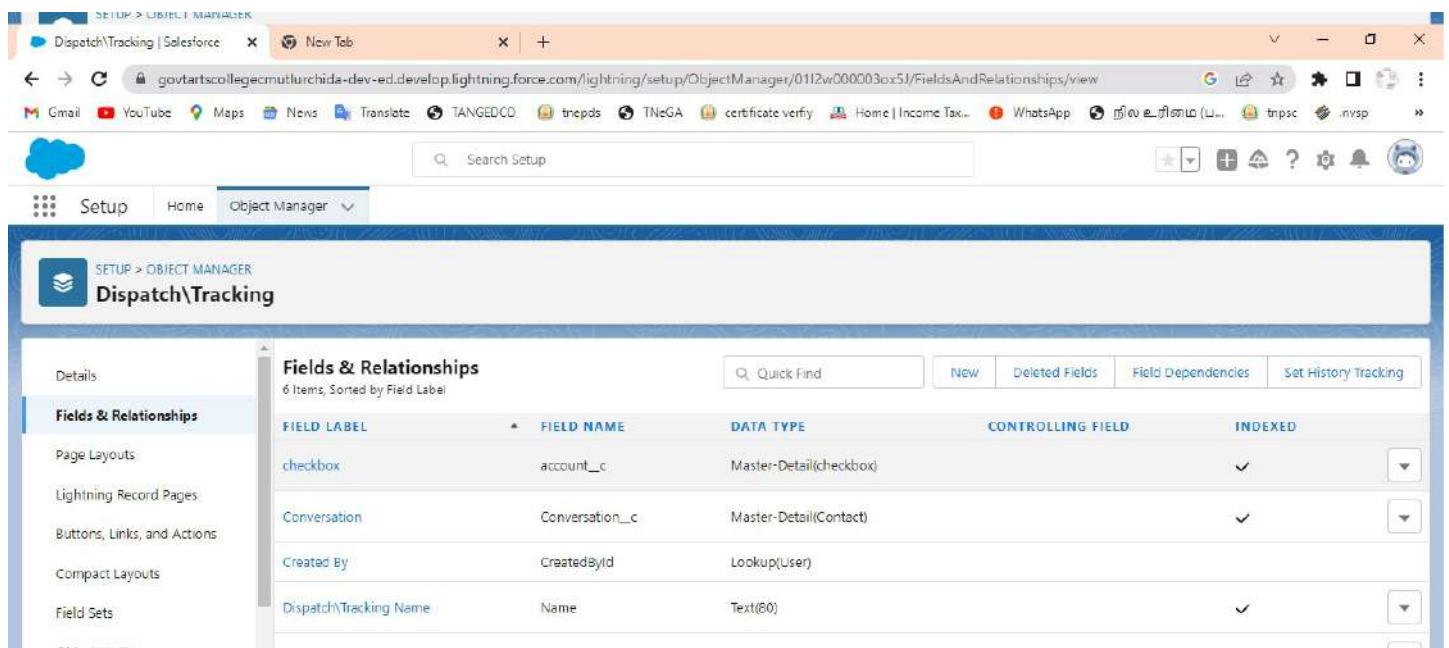 SETUP > OBJECT MANAGER
Dispatch\Tracking | Salesforce
New Tab
govtartscollegecmutlurchida-dev-ed.develop.lightning.force.com/lightning/setup/ObjectManager/01I2w000003ox5J/FieldsAndRelationships/view
Gmail YouTube Maps News Translate TANGEDCO tnepds TNeGA certificate verfiy Home | Income Tax... WhatsApp நில உரிமம் (ப... tnpsc .nvsp »
Search Setup
Setup Home Object Manager
SETUP > OBJECT MANAGER
Dispatch\Tracking
Details
Fields & Relationships
Page Layouts
Lightning Record Pages
Buttons, Links, and Actions
Compact Layouts
Field Sets
Fields & Relationships
6 Items, Sorted by Field Label
Quick Find New Deleted Fields Field Dependencies Set History Tracking
FIELD LABEL FIELD NAME DATA TYPE CONTROLLING FIELD INDEXED
checkbox account__c Master-Detail(checkbox)
Conversation Conversation__c Master-Detail(Contact)
Created By CreatedById Lookup(User)
Dispatch\Tracking Name Name Text(80)